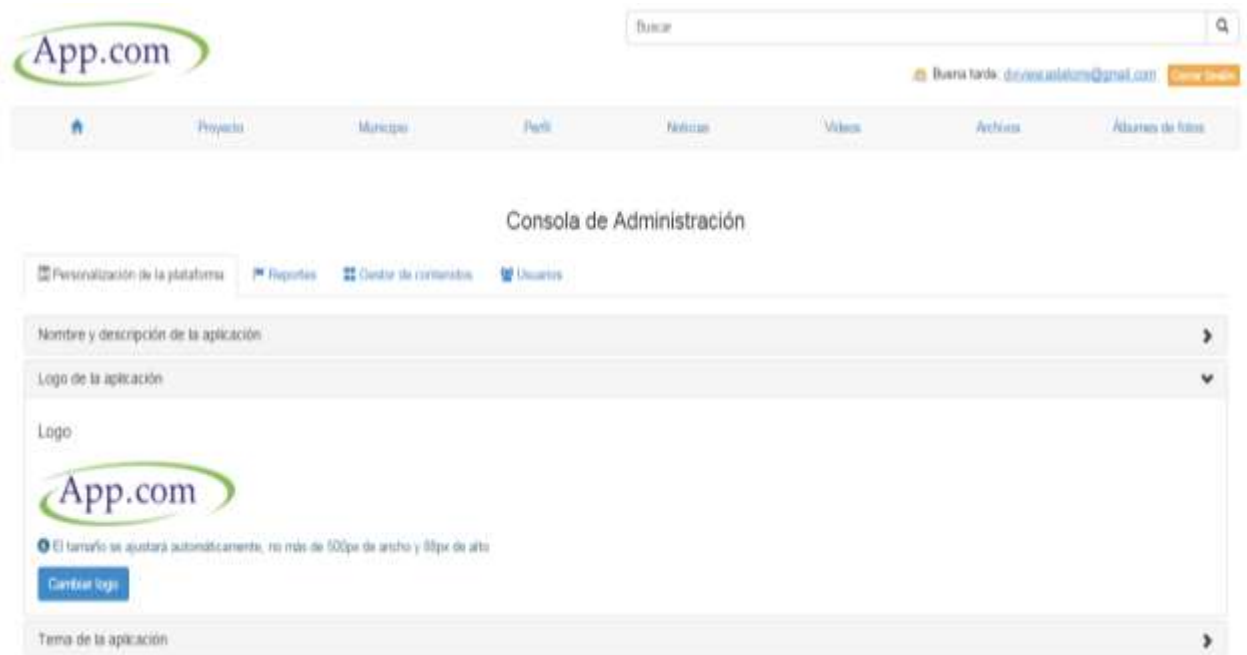 App.com
Buscar
Buena tarde, @gmail.com Cerrar Sesión
Proyecto Municipio Perfil Noticias Videos Archivos Álbumes de fotos
Consola de Administración
Personalización de la plataforma Reportes Gestor de contenidos Usuarios
Nombre y descripción de la aplicación
Logo de la aplicación
Logo
App.com
El tamaño se ajustará automáticamente, no más de 500px de ancho y de alto
Cambiar logo
Tema de la aplicación